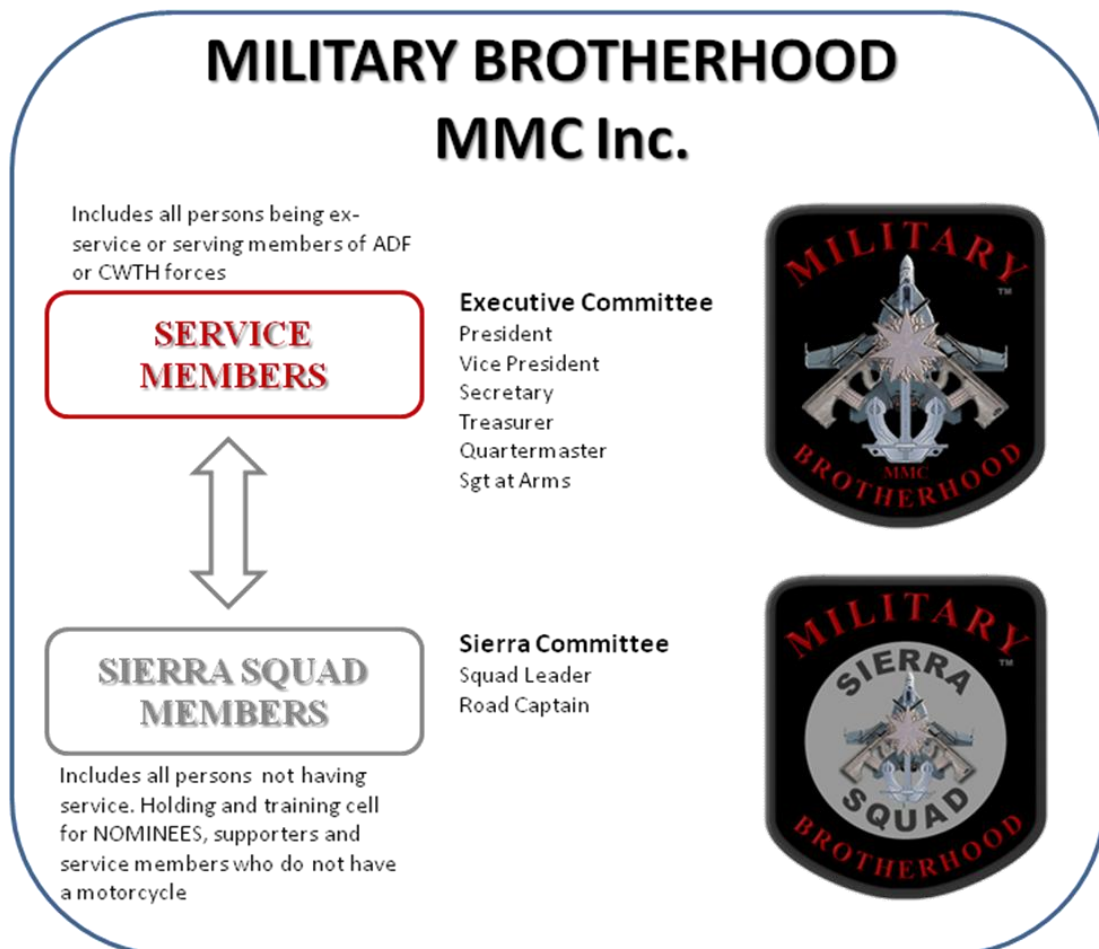 MILITARY BROTHERHOOD
MMC Inc.
Includes all persons being ex-
service or serving members of ADF
or CWTH forces
SERVICE
MEMBERS
Executive Committee
President
Vice President
Secretary
Treasurer
Quartermaster
Sgt at Arms
MILITARY
TM
MMC
BROTHERHOOD
SIERRA SQUAD
MEMBERS
Includes all persons not having
service. Holding and training cell
for NOMINEES, supporters and
service members who do not have
a motorcycle
Sierra Committee
Squad Leader
Road Captain
MILITARY
TM
SIERRA
SQUAD
BROTHERHOOD